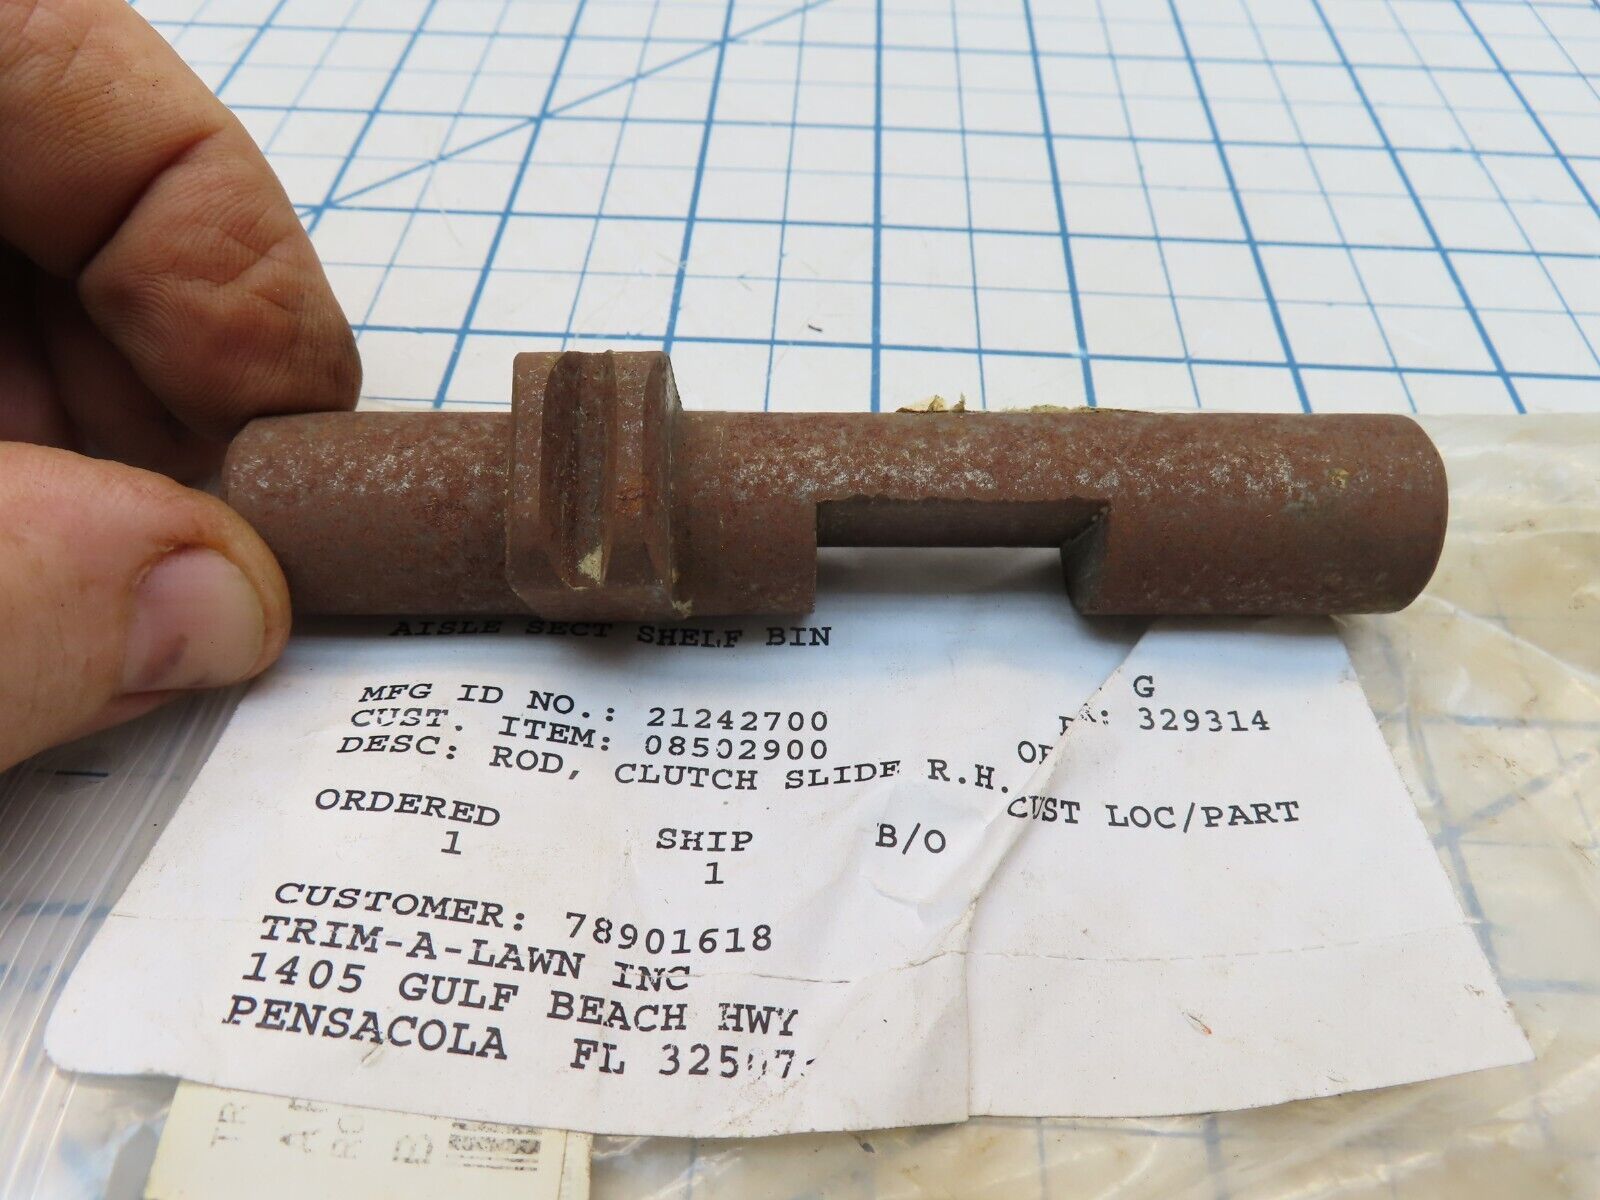 AISLE SECT SHELF BIN
G
MFG ID NO.: 21242700 329314
CUST. ITEM: 08502900
DESC: ROD, CLUTCH SLIDE R.H.
ORDERED SHIP B/O CUST LOC/PART
1 1
CUSTOMER: 78901618
TRIM-A-LAWN INC
1405 GULF BEACH HWY
PENSACOLA FL